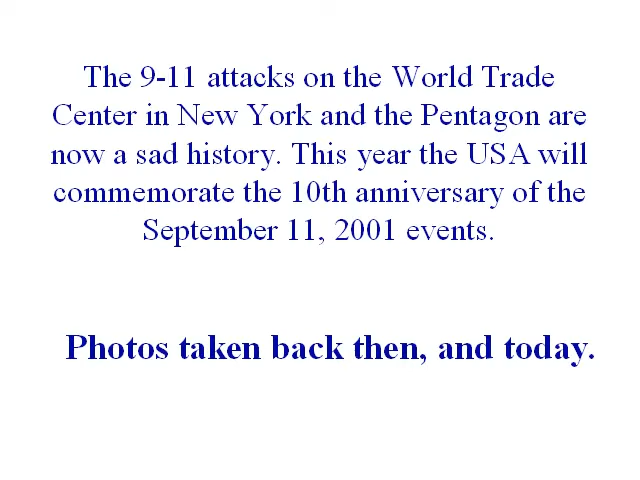 The 9-11 attacks on the World Trade
Center in New York and the Pentagon are
now a sad history. This year the USA will
commemorate the 10th anniversary of the
September 11, 2001 events.
Photos taken back then, and today.